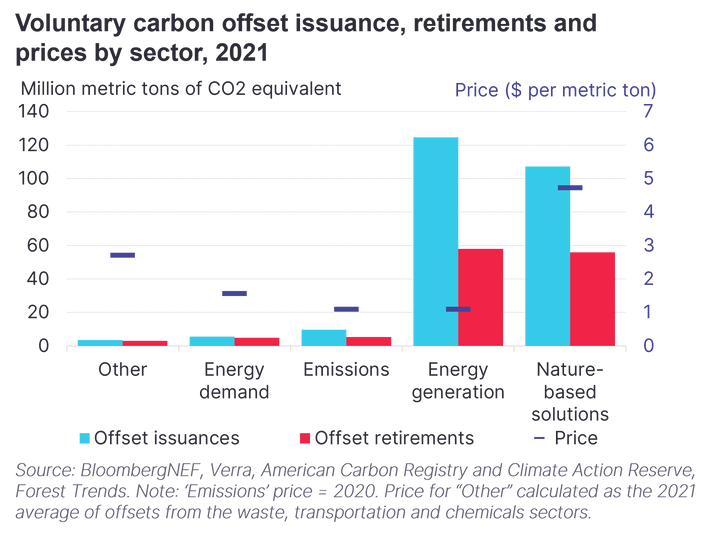 Voluntary carbon offset issuance, retirements and
prices by sector, 2021
Million metric tons of CO2 equivalent
Price ($ per metric ton)
140
120
100
80
60
40
20
0
7
6
5
4
3
2
1
0
Other
Energy
demand
Emissions
Energy
generation
Nature-
based
solutions
Offset issuances
Offset retirements
Price
Source: BloombergNEF, Verra, American Carbon Registry and Climate Action Reserve,
Forest Trends. Note: ‘Emissions’ price = 2020. Price for “Other” calculated as the 2021
average of offsets from the waste, transportation and chemicals sectors.